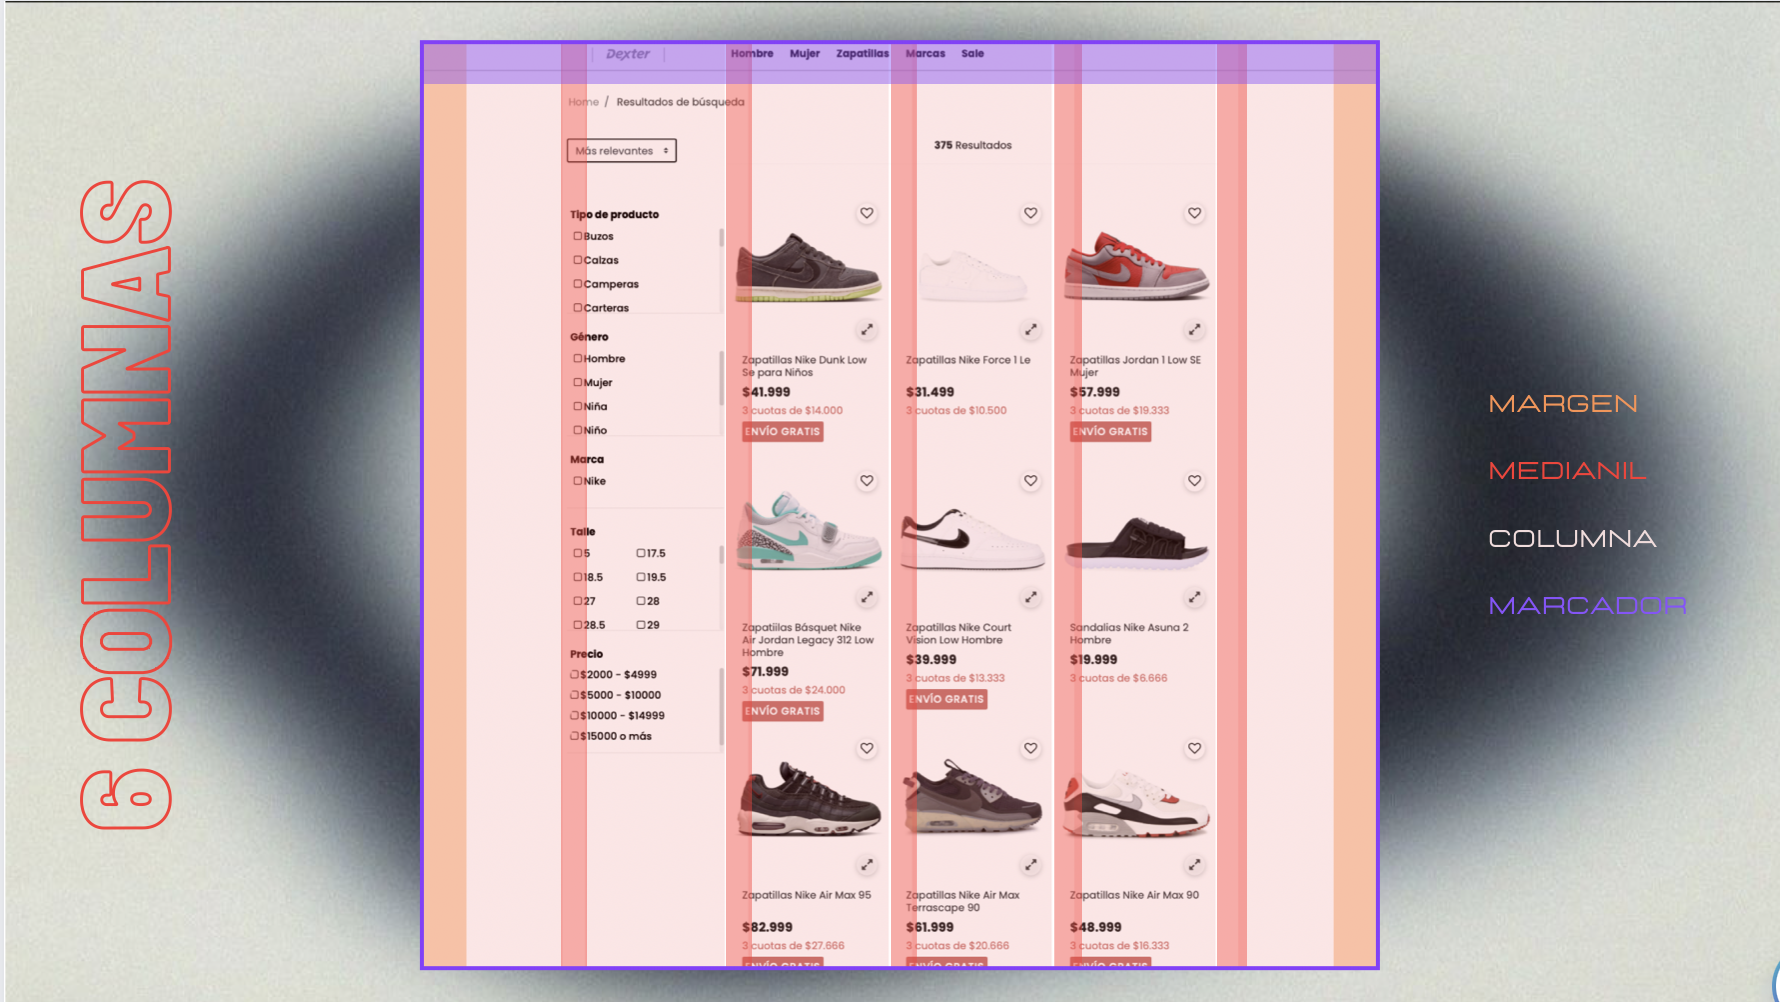 6 COLUMNAS
Dexter
Hombre Mujer Zapatillas Marcas Sale
Home / Resultados de búsqueda
Más relevantes
375 Resultados
Tipo de producto
Buzos
Calzas
Camperas
Carteras
Género
Hombre
Mujer
Niña
Niño
Marca
Nike
Talle
5 17.5
18.5 19.5
27 28
28.5 29
Precio
$2000 - $4999
$5000 - $10000
$10000 - $14999
$15000 o más
Zapatillas Nike Dunk Low
Se para Niños
$41.999
3 cuotas de $14.000
ENVÍO GRATIS
Zapatillas Nike Force 1 Le
$31.499
3 cuotas de $10.500
Zapatillas Jordan 1 Low SE
Mujer
$57.999
3 cuotas de $19.333
ENVÍO GRATIS
Zapatillas Básquet Nike
Air Jordan Legacy 312 Low
Hombre
$71.999
3 cuotas de $24.000
ENVÍO GRATIS
Zapatillas Nike Court
Vision Low Hombre
$39.999
3 cuotas de $13.333
ENVÍO GRATIS
Sandalias Nike Asuna 2
Hombre
$19.999
3 cuotas de $6.666
Zapatillas Nike Air Max 95
$82.999
3 cuotas de $27.666
ENVÍO GRATIS
Zapatillas Nike Air Max
Terrascape 90
$61.999
3 cuotas de $20.666
ENVÍO GRATIS
Zapatillas Nike Air Max 90
$48.999
3 cuotas de $16.333
ENVÍO GRATIS
MARGEN
MEDIANIL
COLUMNA
MARCADOR